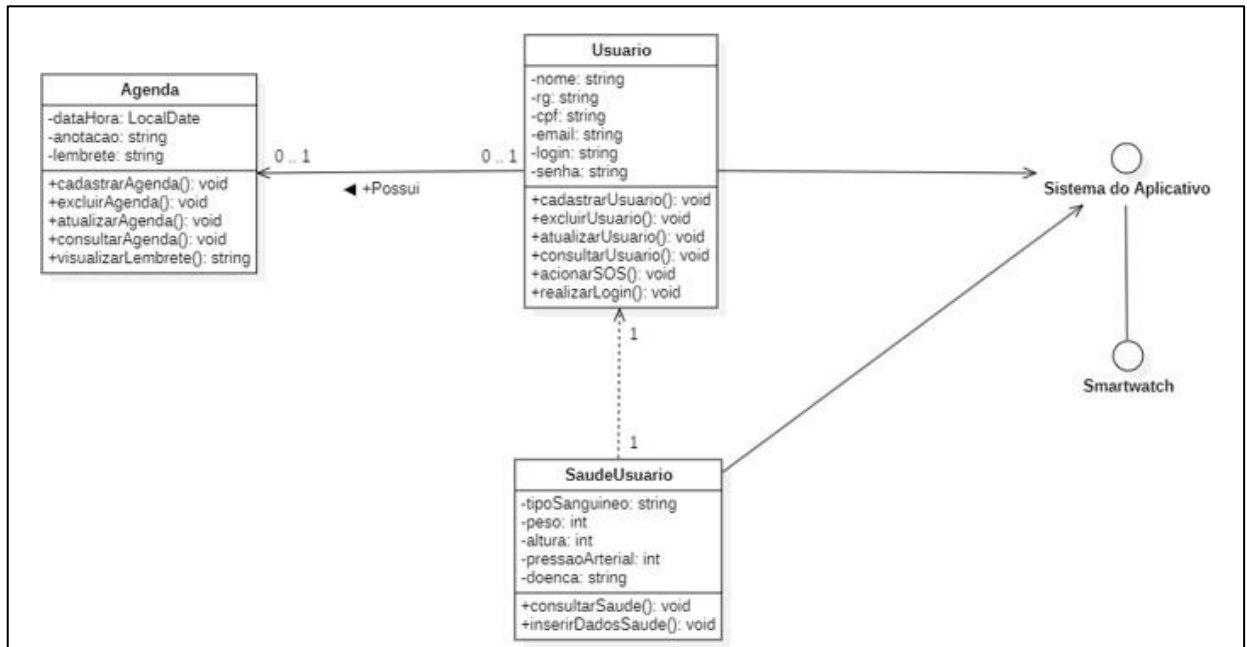 Agenda
-dataHora: LocalDate
-anotacao: string
-lembrete: string
+cadastrarAgenda(): void
+excluirAgenda(): void
+atualizarAgenda(): void
+consultarAgenda(): void
+visualizarLembrete(): string
0 .. 1
0 .. 1
◄ +Possui
Usuario
-nome: string
-rg: string
-cpf: string
-email: string
-login: string
-senha: string
+cadastrarUsuario(): void
+excluirUsuario(): void
+atualizarUsuario(): void
+consultarUsuario(): void
+acionarSOS(): void
+realizarLogin(): void
Sistema do Aplicativo
Smartwatch
1
1
SaudeUsuario
-tipoSanguineo: string
-peso: int
-altura: int
-pressaoArterial: int
-doenca: string
+consultarSaude(): void
+inserirDadosSaude(): void